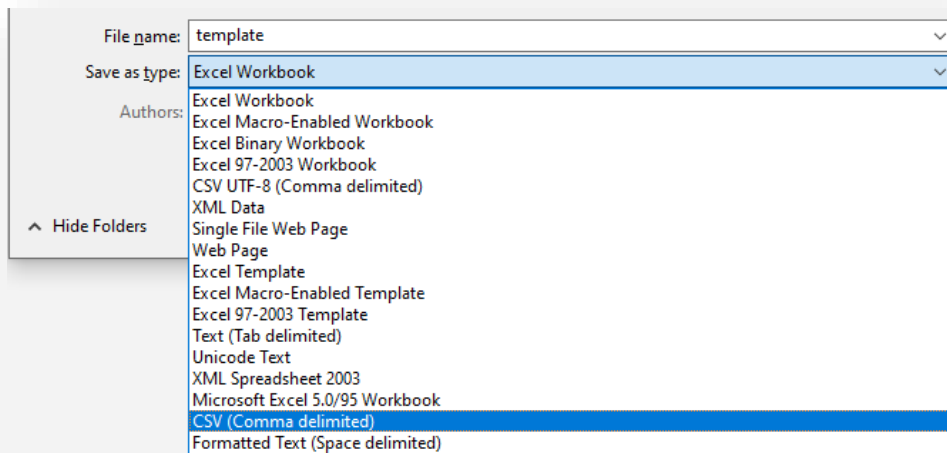 File name: template
Save as type: Excel Workbook
Authors:
Excel Workbook
Excel Macro-Enabled Workbook
Excel Binary Workbook
Excel 97-2003 Workbook
CSV UTF-8 (Comma delimited)
XML Data
Single File Web Page
Web Page
Excel Template
Excel Macro-Enabled Template
Excel 97-2003 Template
Text (Tab delimited)
Unicode Text
XML Spreadsheet 2003
Microsoft Excel 5.0/95 Workbook
CSV (Comma delimited)
Formatted Text (Space delimited)
Hide Folders